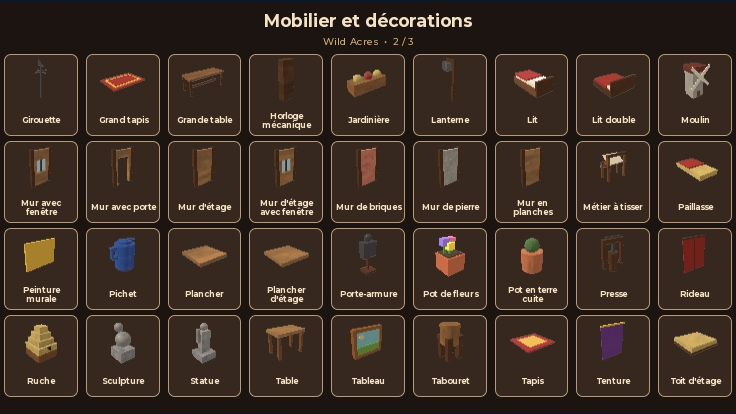 Mobilier et décorations
Wild Acres • 2 / 3
Girouette
Grand tapis
Grande table
Horloge
mécanique
Jardinière
Lanterne
Lit
Lit double
Moulin
Mur avec
fenêtre
Mur avec porte
Mur d'étage
Mur d'étage
avec fenêtre
Mur de briques
Mur de pierre
Mur en
planches
Métier à tisser
Paillasse
Peinture
murale
Pichet
Plancher
Plancher
d'étage
Porte-armure
Pot de fleurs
Pot en terre
cuite
Presse
Rideau
Ruche
Sculpture
Statue
Table
Tableau
Tabouret
Tapis
Tenture
Toit d'étage